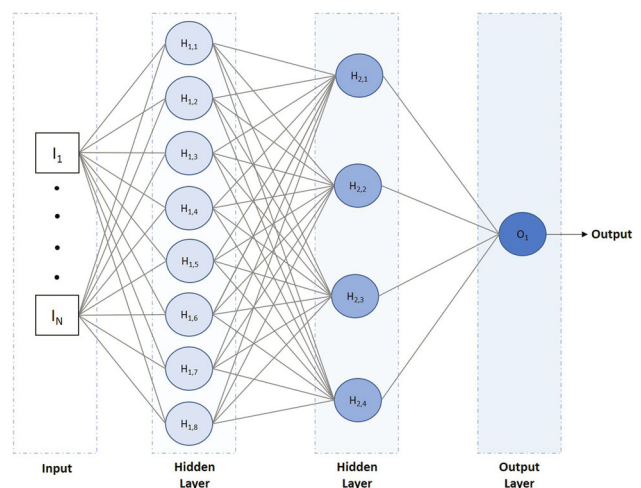 I1
IN
Input
H1,1
H1,2
H1,3
H1,4
H1,5
H1,6
H1,7
H1,8
Hidden
Layer
H2,1
H2,2
H2,3
H2,4
Hidden
Layer
O1
Output
Layer
Output